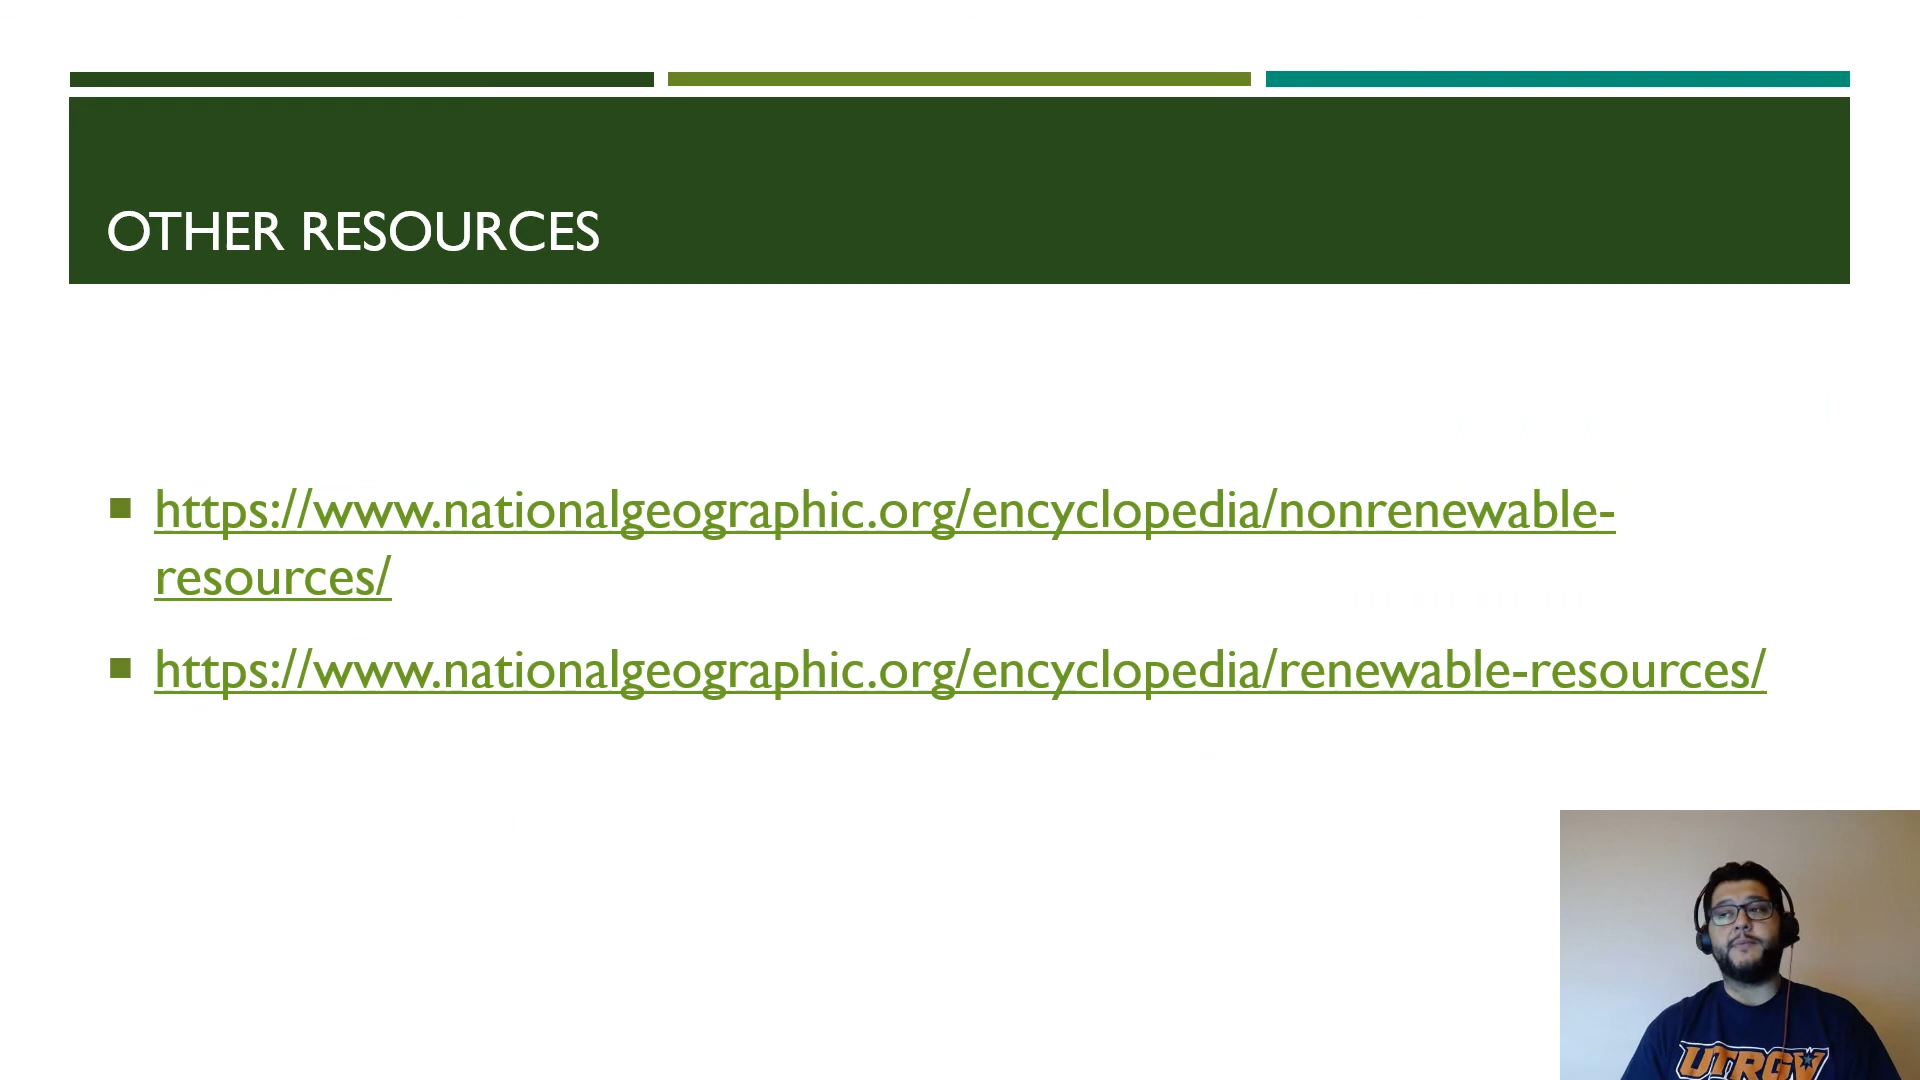 OTHER RESOURCES
https://www.nationalgeographic.org/encyclopedia/nonrenewable-
resources/
https://www.nationalgeographic.org/encyclopedia/renewable-resources/
UTRGV